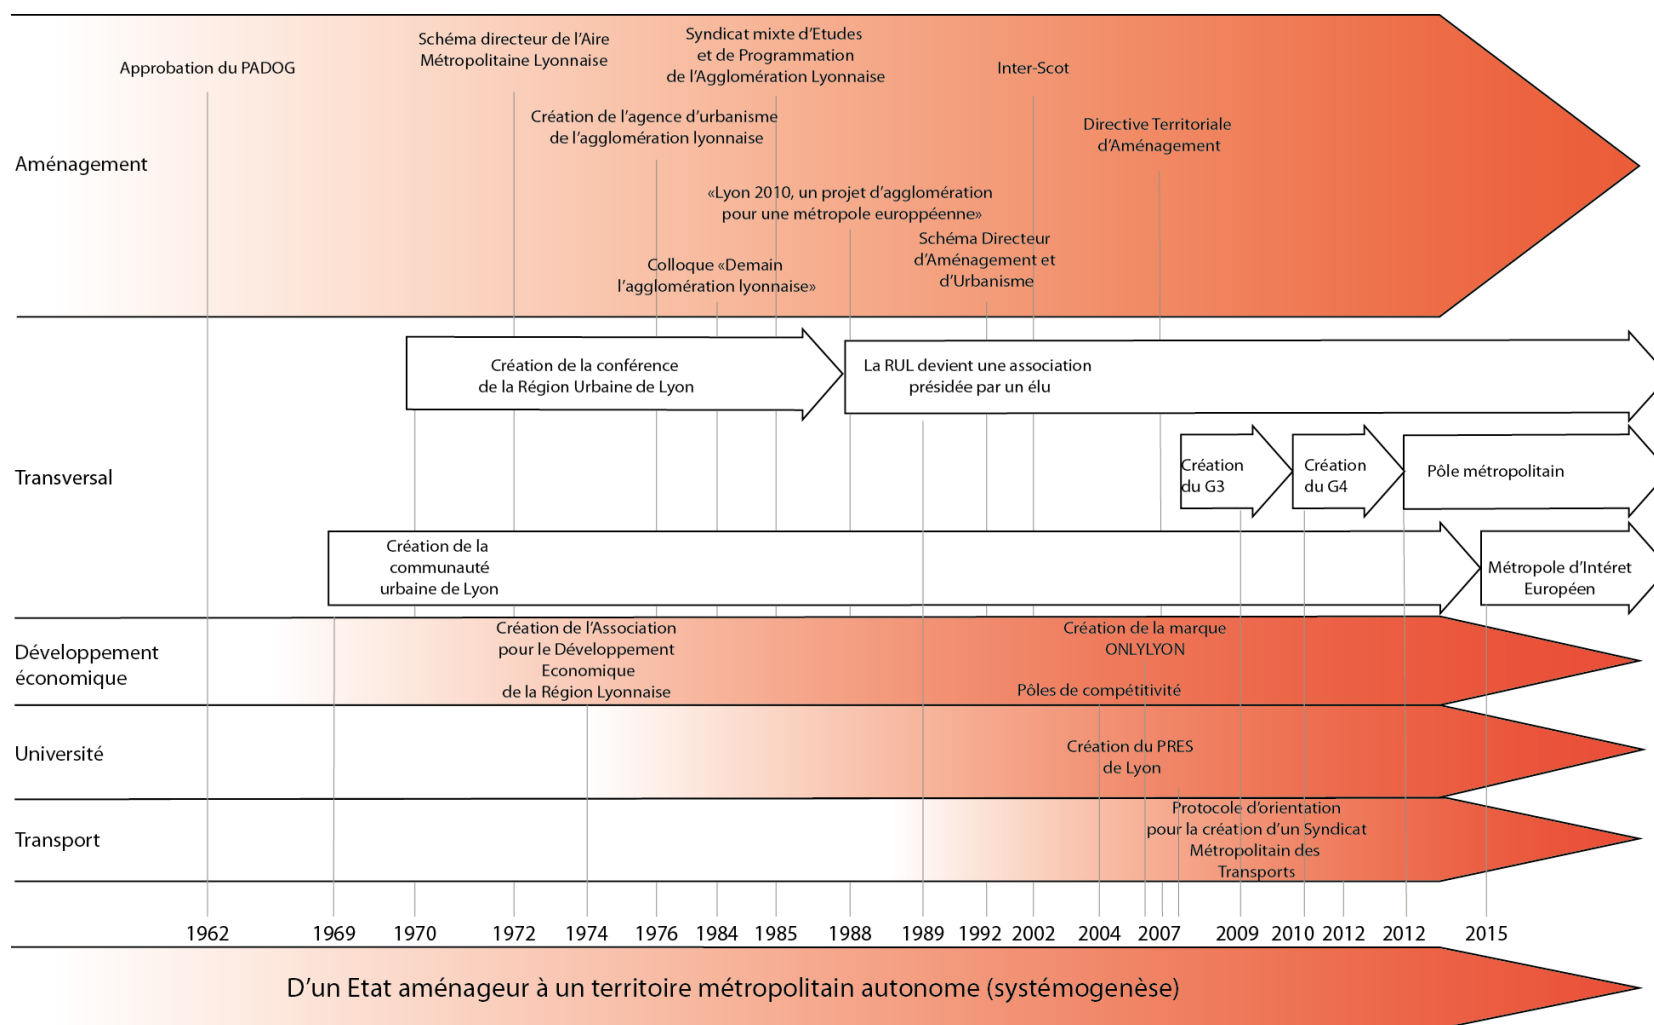 Aménagement
Approbation du PADOG
Schéma directeur de l'Aire
Métropolitaine Lyonnaise
Syndicat mixte d'Etudes
et de Programmation
de l'Agglomération Lyonnaise
Inter-Scot
Création de l'agence d'urbanisme
de l'agglomération lyonnaise
Directive Territoriale
d'Aménagement
«Lyon 2010, un projet d'agglomération
pour une métropole europpéenne»
Schéma Directeur
d'Aménagement et
d'Urbanisme
Colloque «Demain
l'agglomération lyonnaise»
Transversal
Création de la conférence
de la Région Urbaine de Lyon
La RUL devient une association
présidée par un élu
Création
du G3
Création
du G4
Pôle métropolitain
Création de la
communauté
urbaine de Lyon
Métropole d'Intéret
Européen
Développement
économique
Création de l'Association
pour le Développement
Economique
de la Région Lyonnaise
Création de la marque
ONLYLYON
Pôles de compétitivité
Université
Création du PRES
de Lyon
Transport
Protocole d'orientation
pour la création d'un Syndicat
Métropolitain des
Transports
1962 1969 1970 1972 1974 1976 1984 1985 1988 1989 1992 2002 2004 2007 2009 2010 2012 2012 2015
D'un Etat aménageur à un territoire métropolitain autonome (systémogenèse)